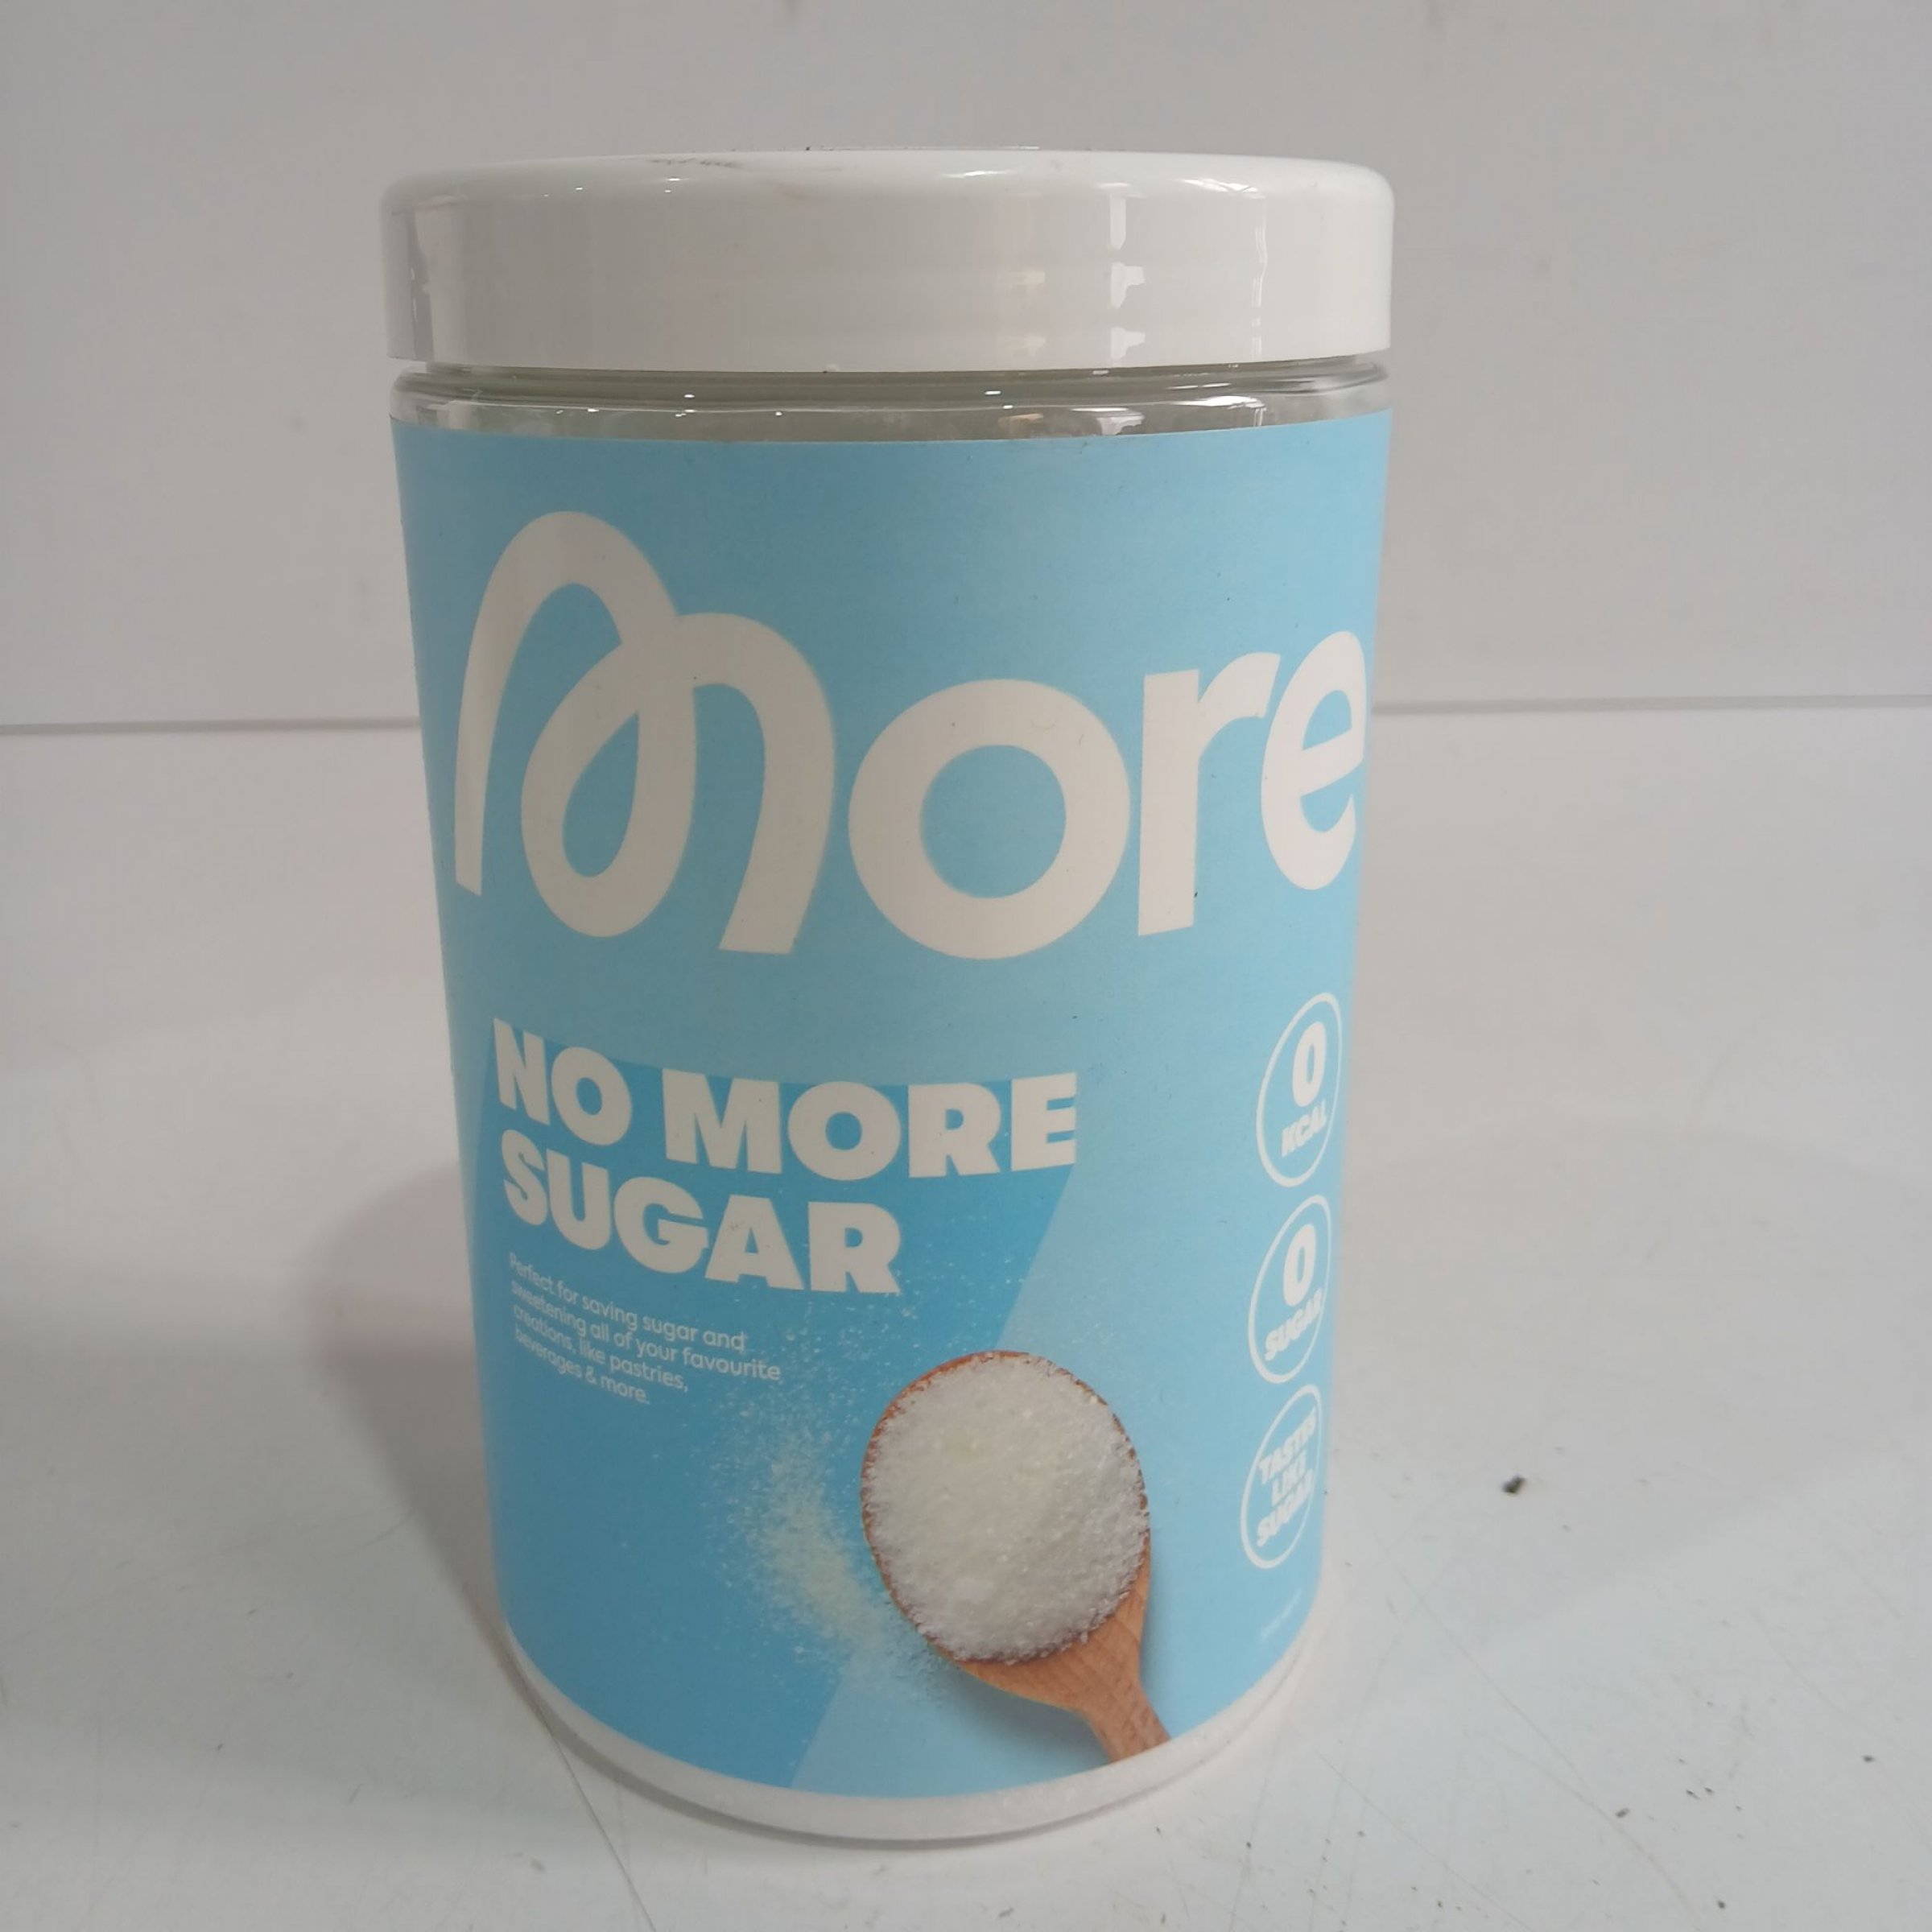 more
NO MORE
SUGAR
Perfect for saving sugar and
sweetening all of your favourite
creations, like pastries,
beverages & more.
0
KCAL
0
SUGAR
TASTES
LIKE
SUGAR